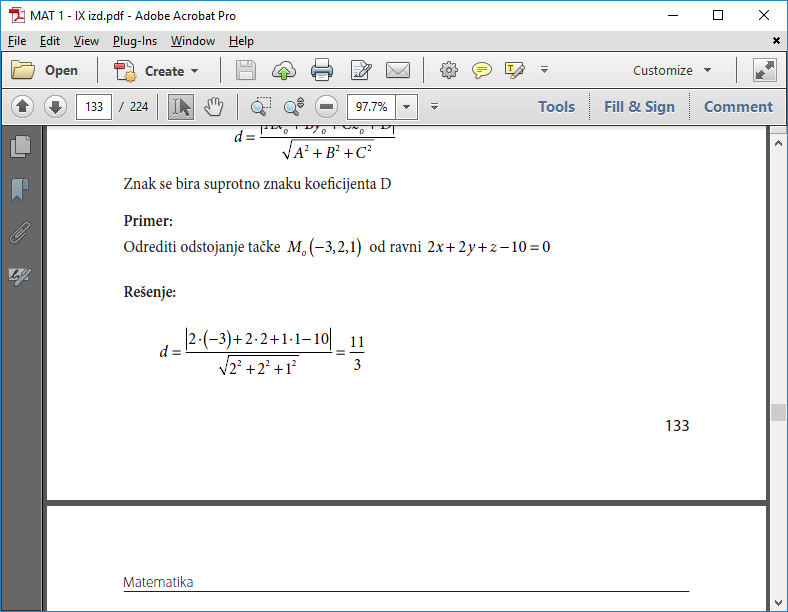 MAT 1 - IX izd.pdf - Adobe Acrobat Pro
File Edit View Plug-Ins Window Help
Open Create Customize
133 / 224 97.7% Tools Fill & Sign Comment
d = |Ax₀ + By₀ + Cz₀ + D| / √(A² + B² + C²)
Znak se bira suprotno znaku koeficijenta D
Primer:
Odrediti odstojanje tačke M₀(−3,2,1) od ravni 2x+2y+z−10=0
Rešenje:
d = |2·(−3)+2·2+1·1−10| / √(2²+2²+1²) = 11/3
133
Matematika